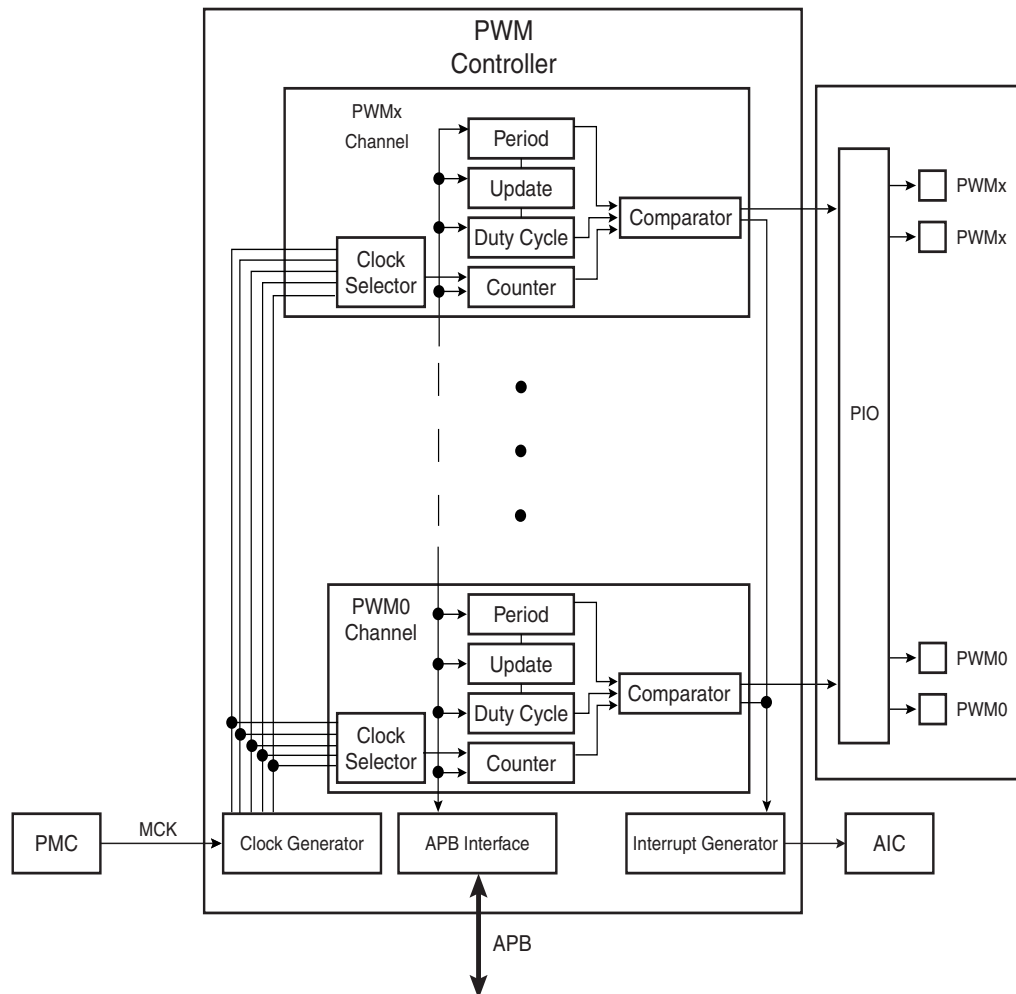 PWM
Controller
PWMx
Channel
Period
Update
Duty Cycle
Counter
Clock
Selector
Comparator
PIO
PWMx
PWMx
PWM0
Channel
Period
Update
Duty Cycle
Counter
Clock
Selector
Comparator
PWM0
PWM0
PMC
MCK
Clock Generator
APB Interface
Interrupt Generator
AIC
APB